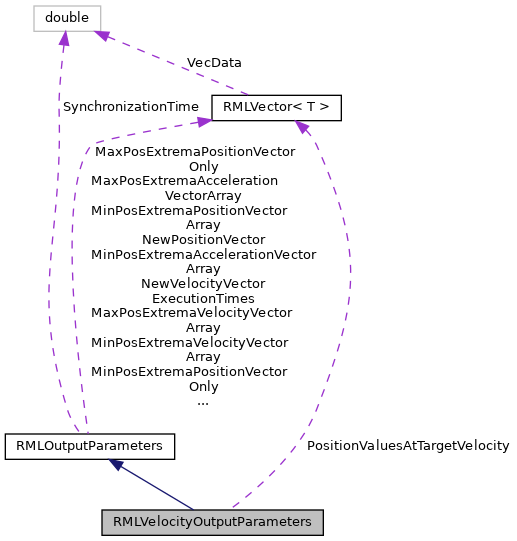 double
VecData
SynchronizationTime
RMLVector< T >
MaxPosExtremaPositionVector
Only
MaxPosExtremaAcceleration
VectorArray
MinPosExtremaPositionVector
Array
NewPositionVector
MinPosExtremaAccelerationVector
Array
NewVelocityVector
ExecutionTimes
MaxPosExtremaVelocityVector
Array
MinPosExtremaVelocityVector
Array
MinPosExtremaPositionVector
Only
...
RMLOutputParameters
PositionValuesAtTargetVelocity
RMLVelocityOutputParameters